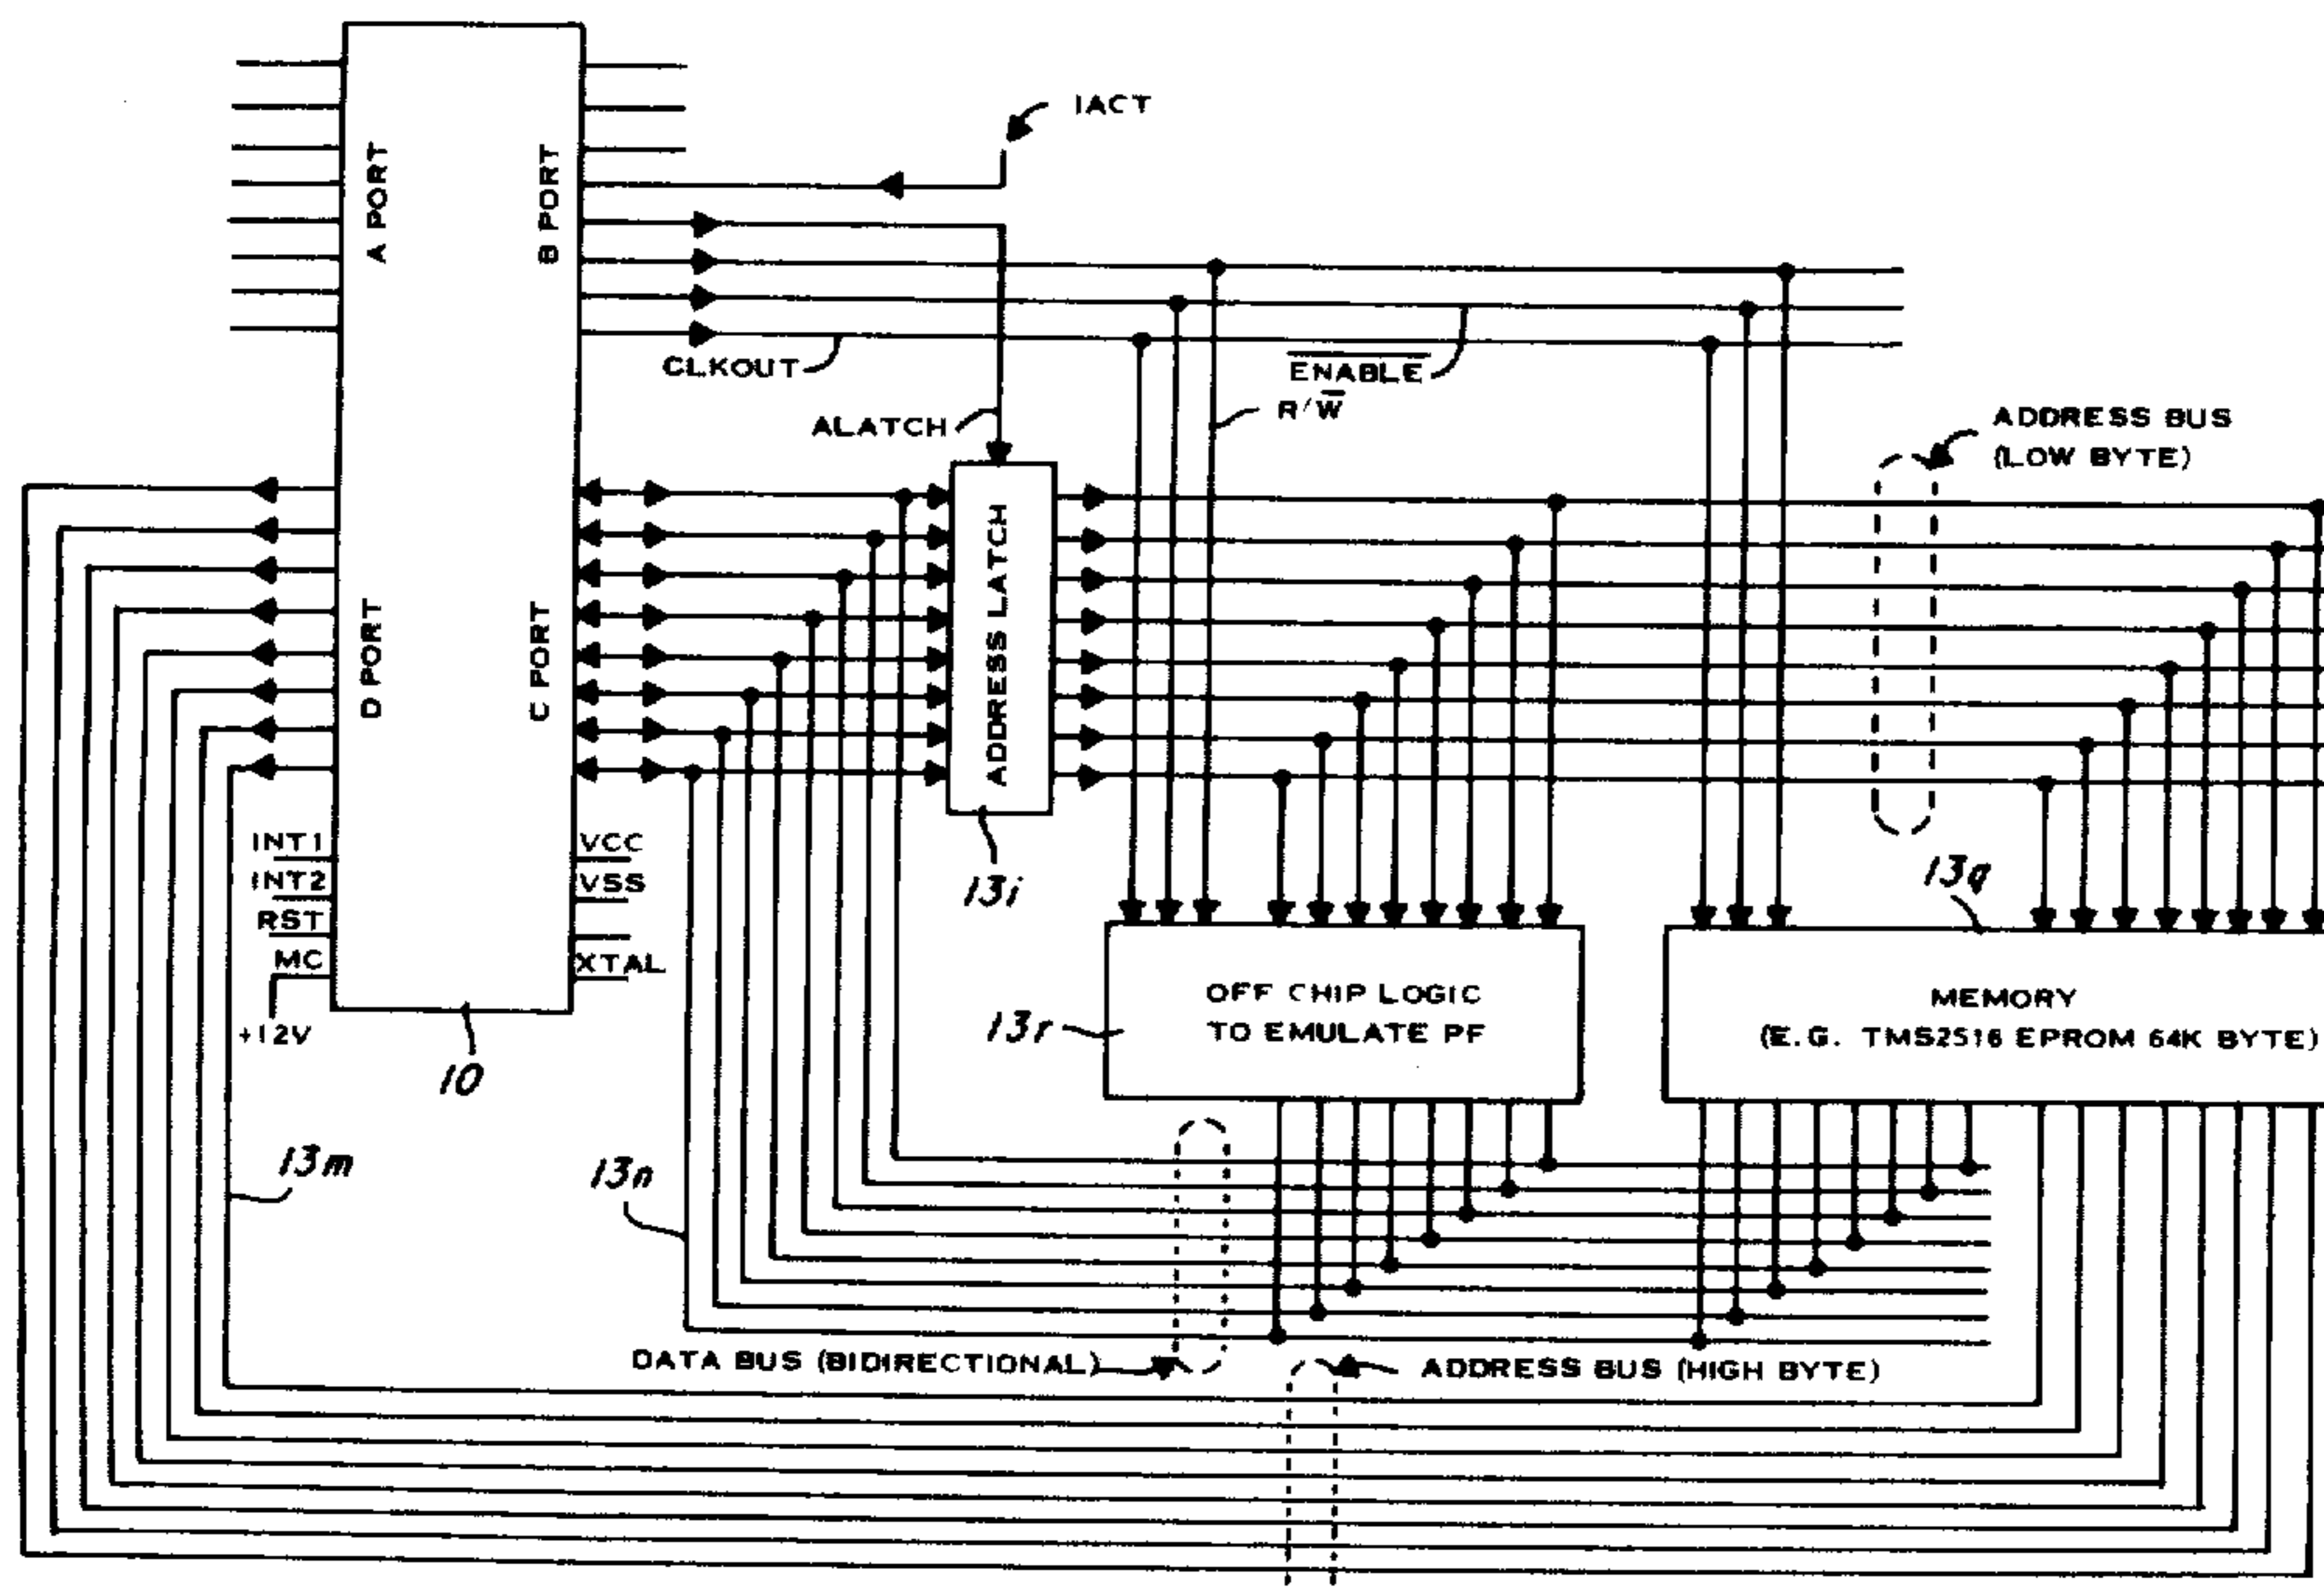 IACT
A PORT
B PORT
CLKOUT
ENABLE
R/W
ALATCH
ADDRESS BUS
(LOW BYTE)
D PORT
C PORT
ADDRESS LATCH
INT1
INT2
RST
MC
+12V
VCC
VSS
XTAL
10
13i
13q
13r
OFF CHIP LOGIC
TO EMULATE PF
MEMORY
(E.G. TMS2516 EPROM 64K BYTE)
13m
13n
DATA BUS (BIDIRECTIONAL)
ADDRESS BUS (HIGH BYTE)